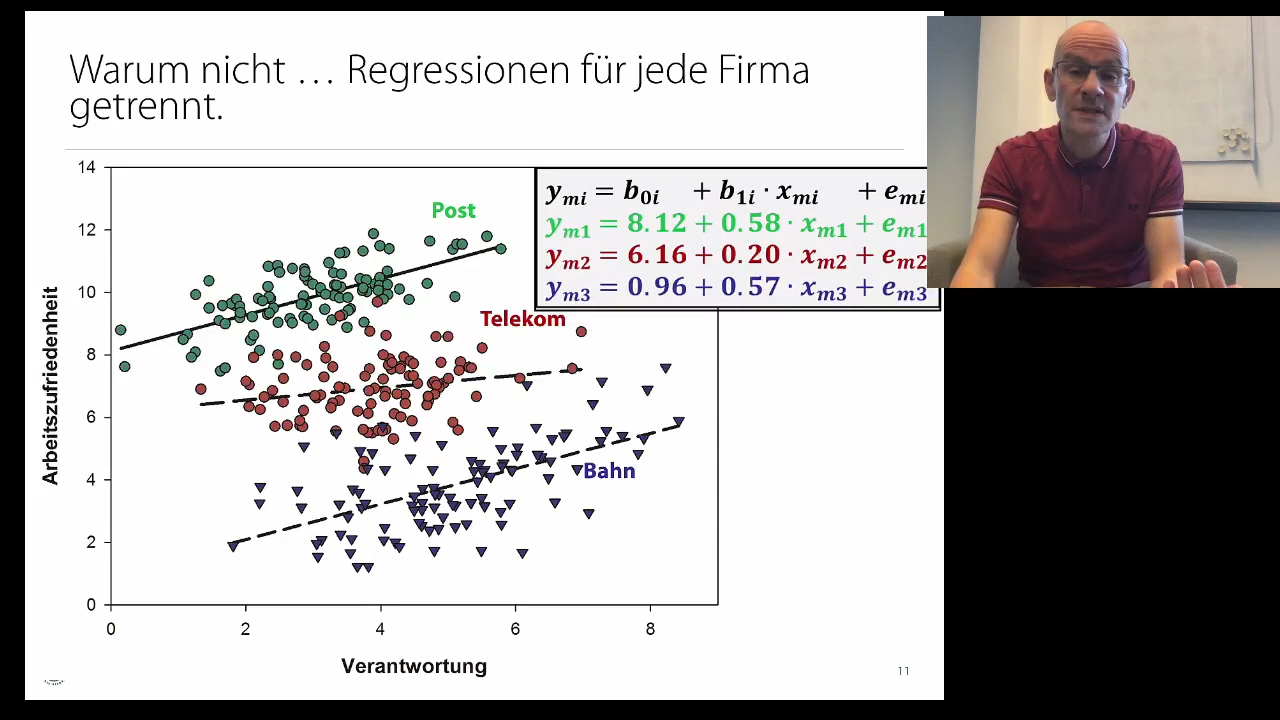 Warum nicht … Regressionen für jede Firma
getrennt.
14
12
10
8
6
4
2
0
0
2
4
6
8
Arbeitszufriedenheit
Verantwortung
Post
Telekom
Bahn
y_mi = b_0i + b_1i · x_mi + e_mi
y_m1 = 8.12 + 0.58 · x_m1 + e_m1
y_m2 = 6.16 + 0.20 · x_m2 + e_m2
y_m3 = 0.96 + 0.57 · x_m3 + e_m3
11